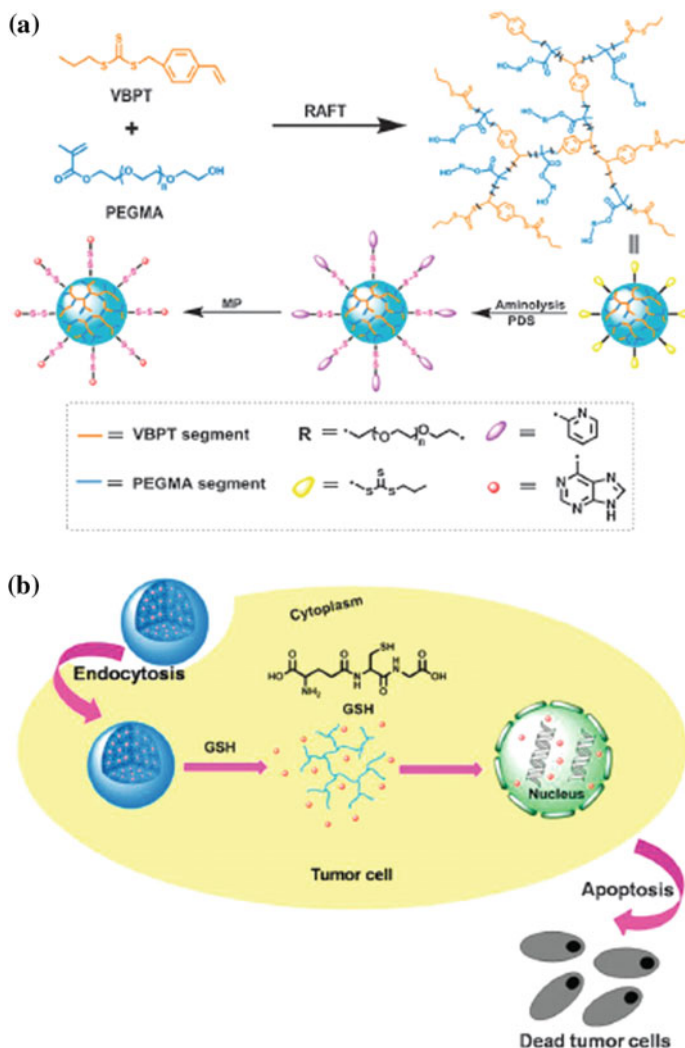 (a)
VBPT
+
PEGMA
RAFT
MP
Aminolysis
PDS
= VBPT segment
R =
= PEGMA segment
(b)
Cytoplasm
Endocytosis
GSH
GSH
Nucleus
Tumor cell
Apoptosis
Dead tumor cells